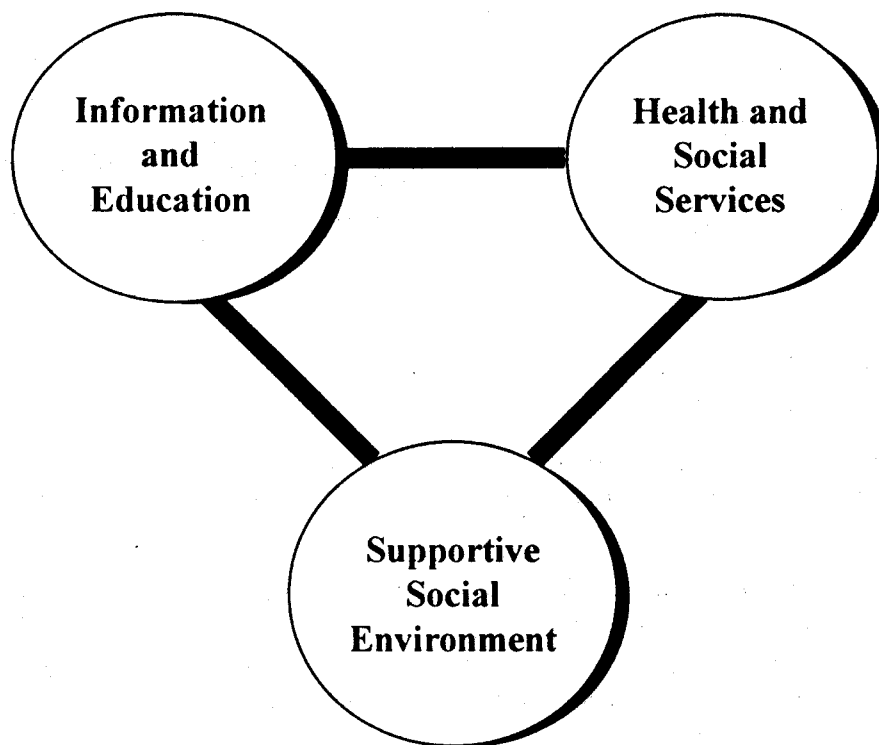 Information
and
Education
Health and
Social
Services
Supportive
Social
Environment